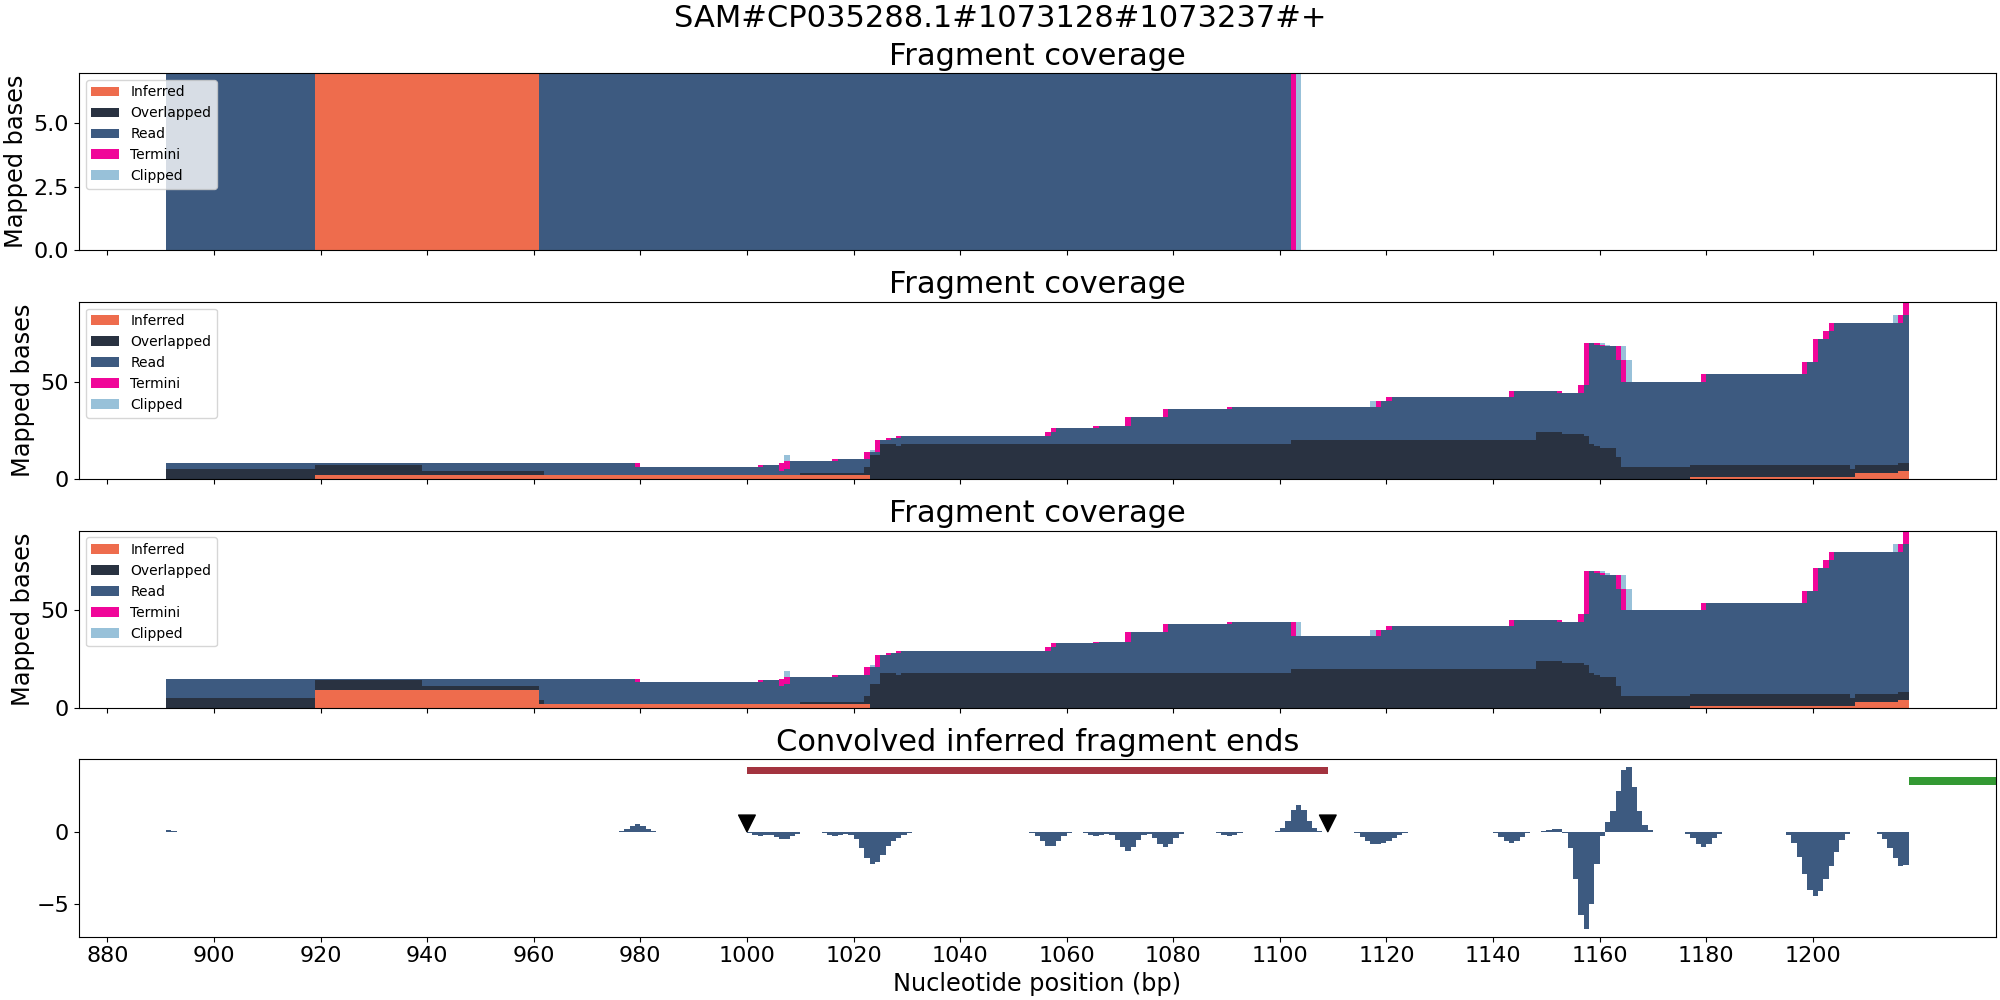 SAM#CP035288.1#1073128#1073237#+
Fragment coverage
Mapped bases
5.0
2.5
0.0
Inferred
Overlapped
Read
Termini
Clipped
Fragment coverage
Mapped bases
50
0
Inferred
Overlapped
Read
Termini
Clipped
Fragment coverage
Mapped bases
50
0
Inferred
Overlapped
Read
Termini
Clipped
Convolved inferred fragment ends
0
−5
880 900 920 940 960 980 1000 1020 1040 1060 1080 1100 1120 1140 1160 1180 1200
Nucleotide position (bp)